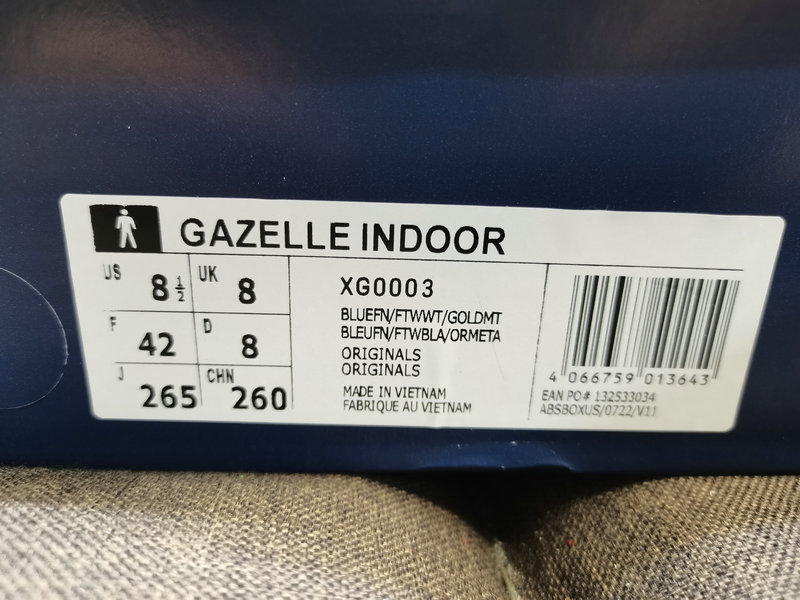 GAZELLE INDOOR
US 8 1/2 UK 8
F 42 D 8
J 265 CHN 260
XG0003
BLUEFN/FTWWT/GOLDMT
BLEUFN/FTWBLA/ORMETA
ORIGINALS
ORIGINALS
MADE IN VIETNAM
FABRIQUE AU VIETNAM
4 066759 013643
EAN PO# 132533034
ABSBOXUS/0722/V11